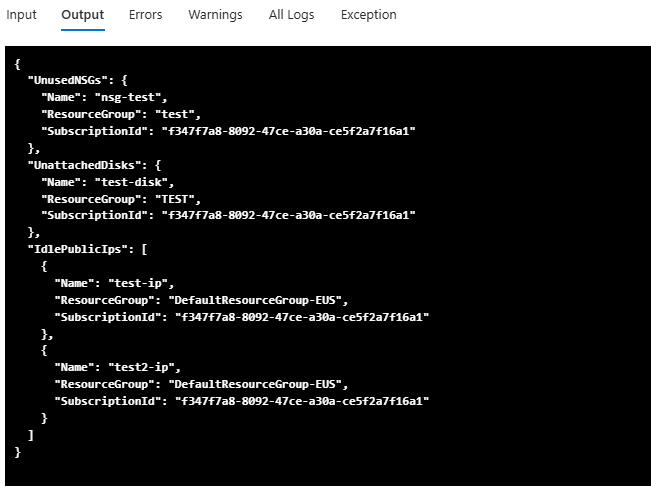 Input Output Errors Warnings All Logs Exception
{
  "UnusedNSGs": {
    "Name": "nsg-test",
    "ResourceGroup": "test",
    "SubscriptionId": "f347f7a8-8092-47ce-a30a-ce5f2a7f16a1"
  },
  "UnattachedDisks": {
    "Name": "test-disk",
    "ResourceGroup": "TEST",
    "SubscriptionId": "f347f7a8-8092-47ce-a30a-ce5f2a7f16a1"
  },
  "IdlePublicIps": [
    {
      "Name": "test-ip",
      "ResourceGroup": "DefaultResourceGroup-EUS",
      "SubscriptionId": "f347f7a8-8092-47ce-a30a-ce5f2a7f16a1"
    },
    {
      "Name": "test2-ip",
      "ResourceGroup": "DefaultResourceGroup-EUS",
      "SubscriptionId": "f347f7a8-8092-47ce-a30a-ce5f2a7f16a1"
    }
  ]
}